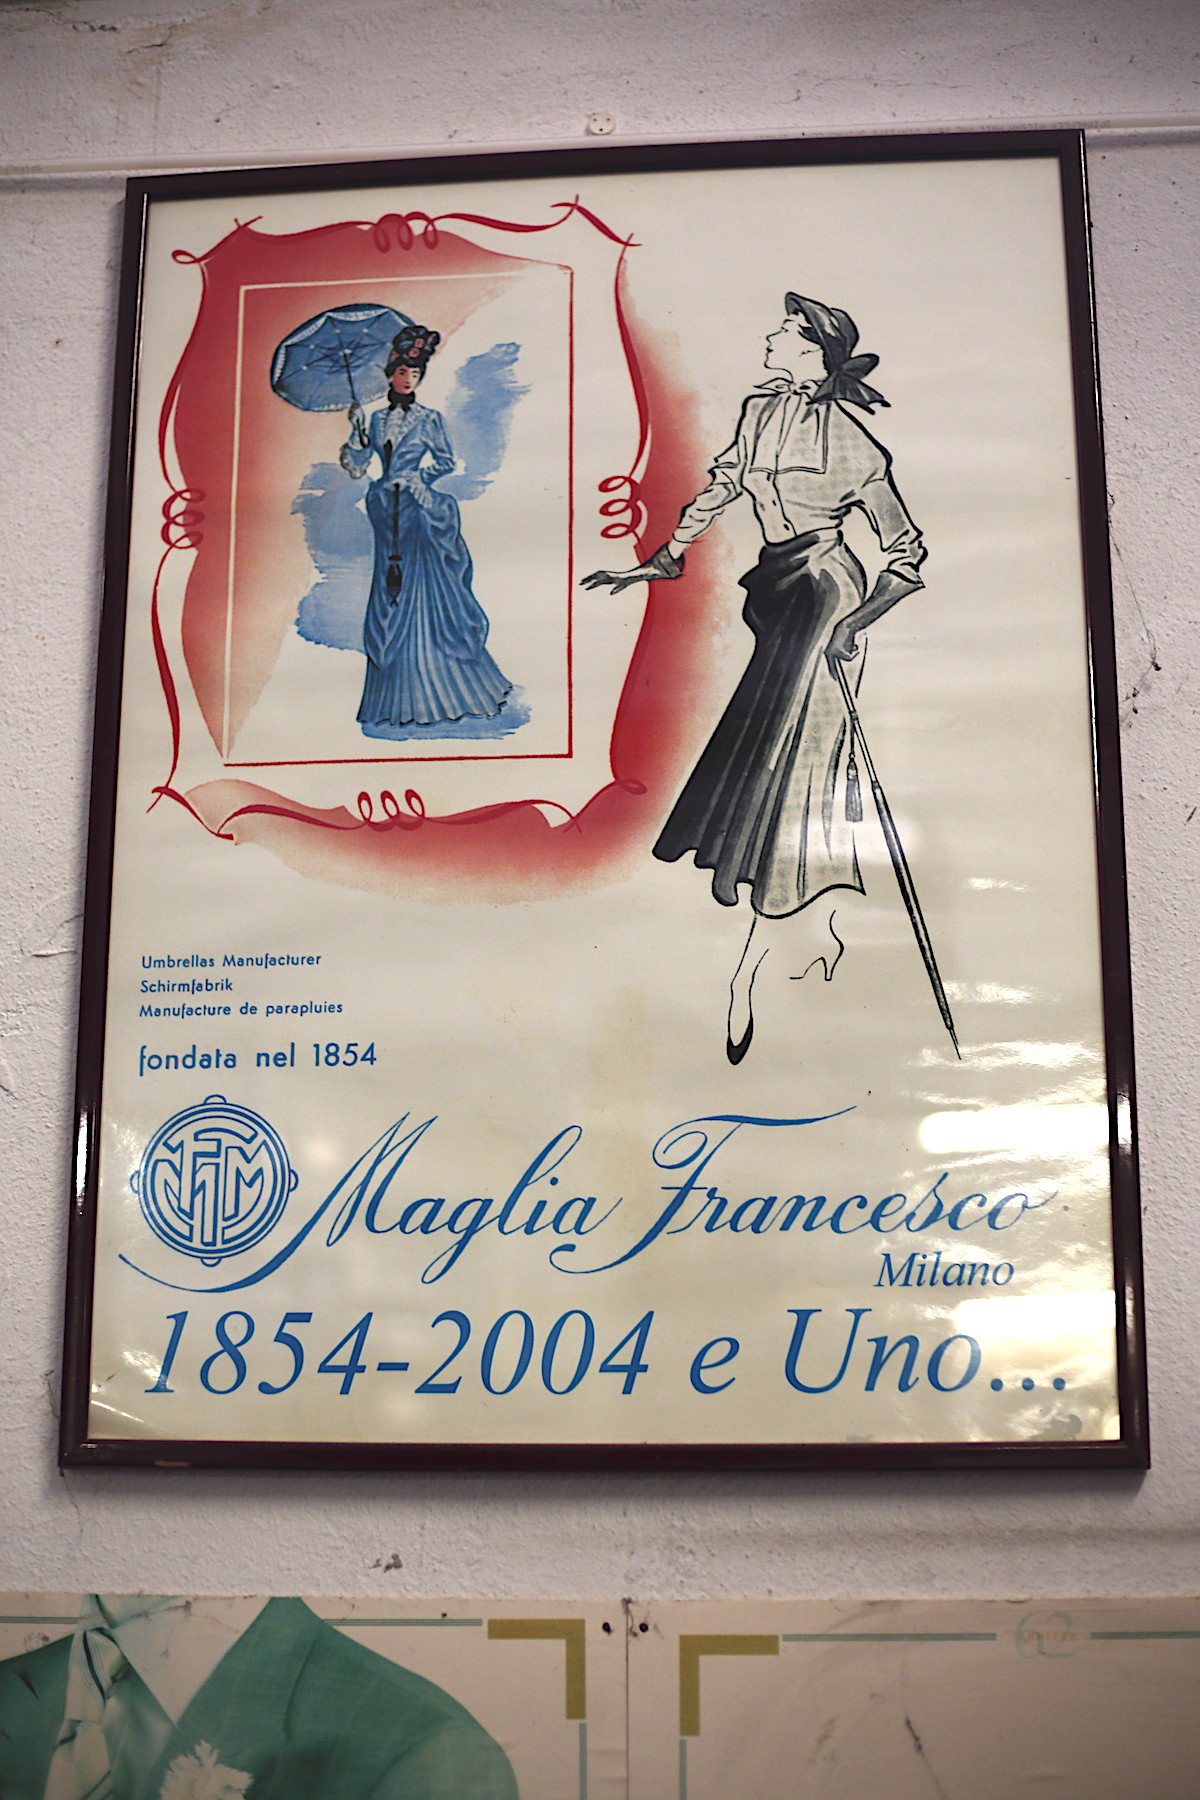 Umbrellas Manufacturer
Schirmfabrik
Manufacture de parapluies
fondata nel 1854
Maglia Francesco
Milano
1854-2004 e Uno...